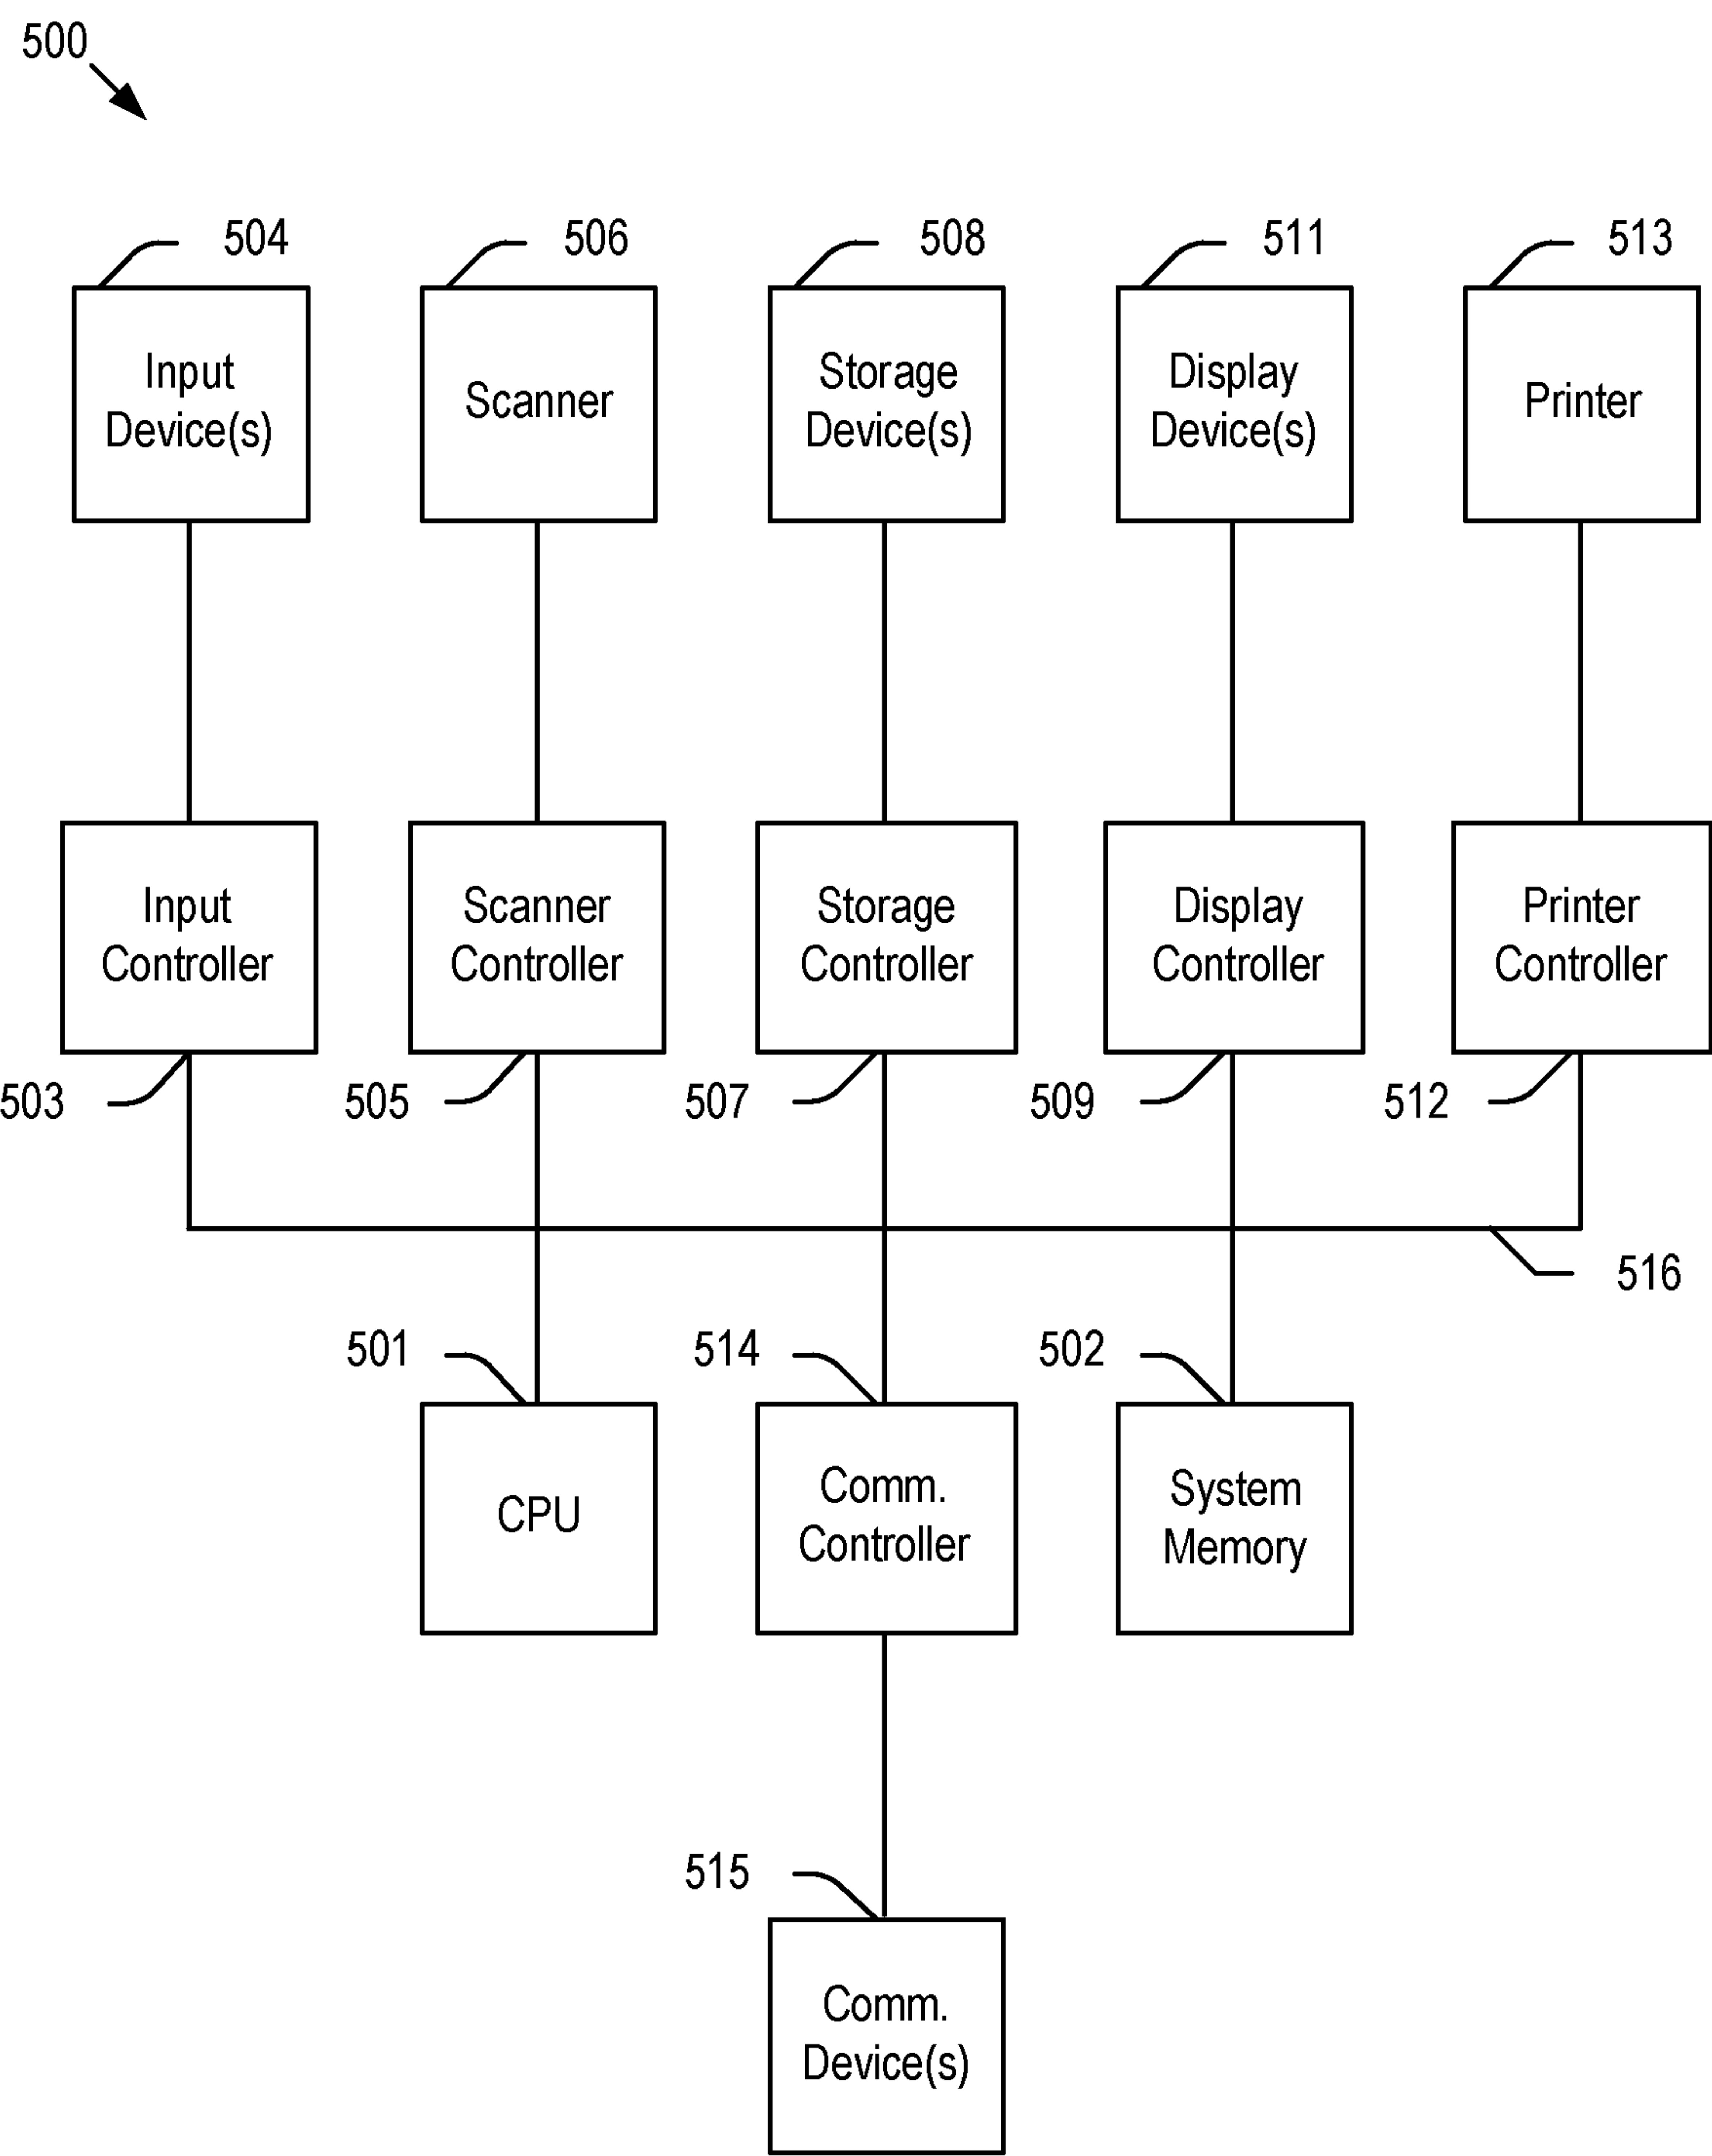 500
504
506
508
511
513
Input
Device(s)
Scanner
Storage
Device(s)
Display
Device(s)
Printer
Input
Controller
Scanner
Controller
Storage
Controller
Display
Controller
Printer
Controller
503
505
507
509
512
516
501
514
502
CPU
Comm.
Controller
System
Memory
515
Comm.
Device(s)